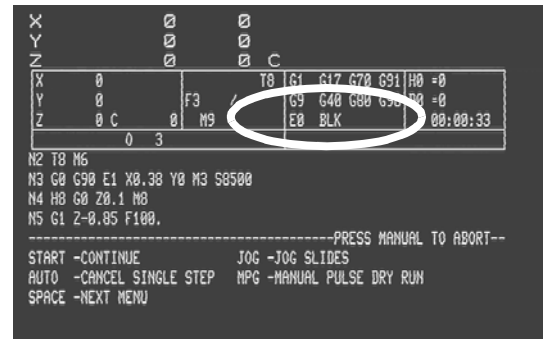 X 0 0
Y 0 0
Z 0 0 C
X 0 T8 G1 G17 G70 G91 H0 =0
Y 0 F3 G9 G40 G80 G98 D0 =0
Z 0 C 0 M9 E0 BLK 00:00:33
O 3
N2 T8 M6
N3 G0 G90 E1 X0.38 Y0 M3 S8500
N4 H8 G0 Z0.1 M8
N5 G1 Z-0.85 F100.
----------------------------------------PRESS MANUAL TO ABORT--
START -CONTINUE JOG -JOG SLIDES
AUTO -CANCEL SINGLE STEP MPG -MANUAL PULSE DRY RUN
SPACE -NEXT MENU